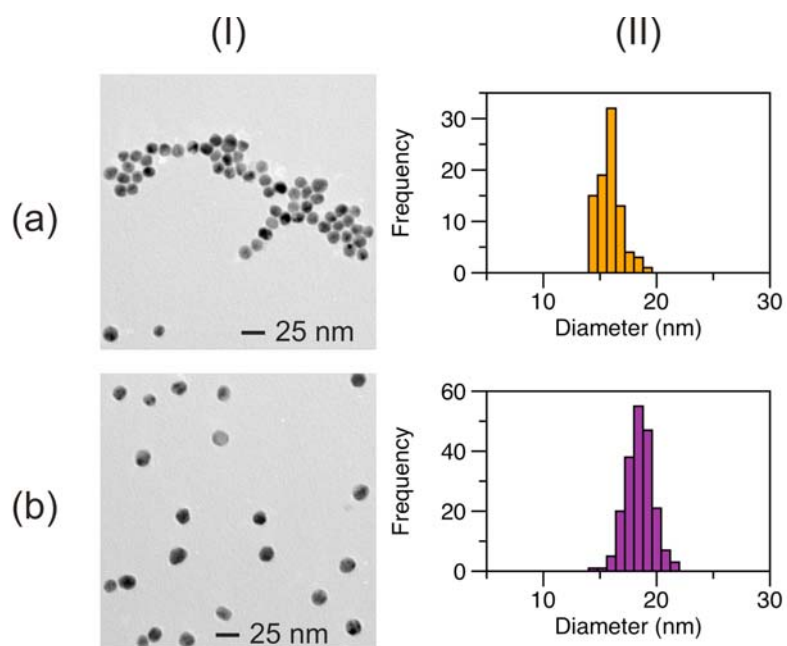 (I) (II)
(a)
25 nm
Frequency
30
20
10
0
10 20 30
Diameter (nm)
(b)
25 nm
Frequency
60
40
20
0
10 20 30
Diameter (nm)